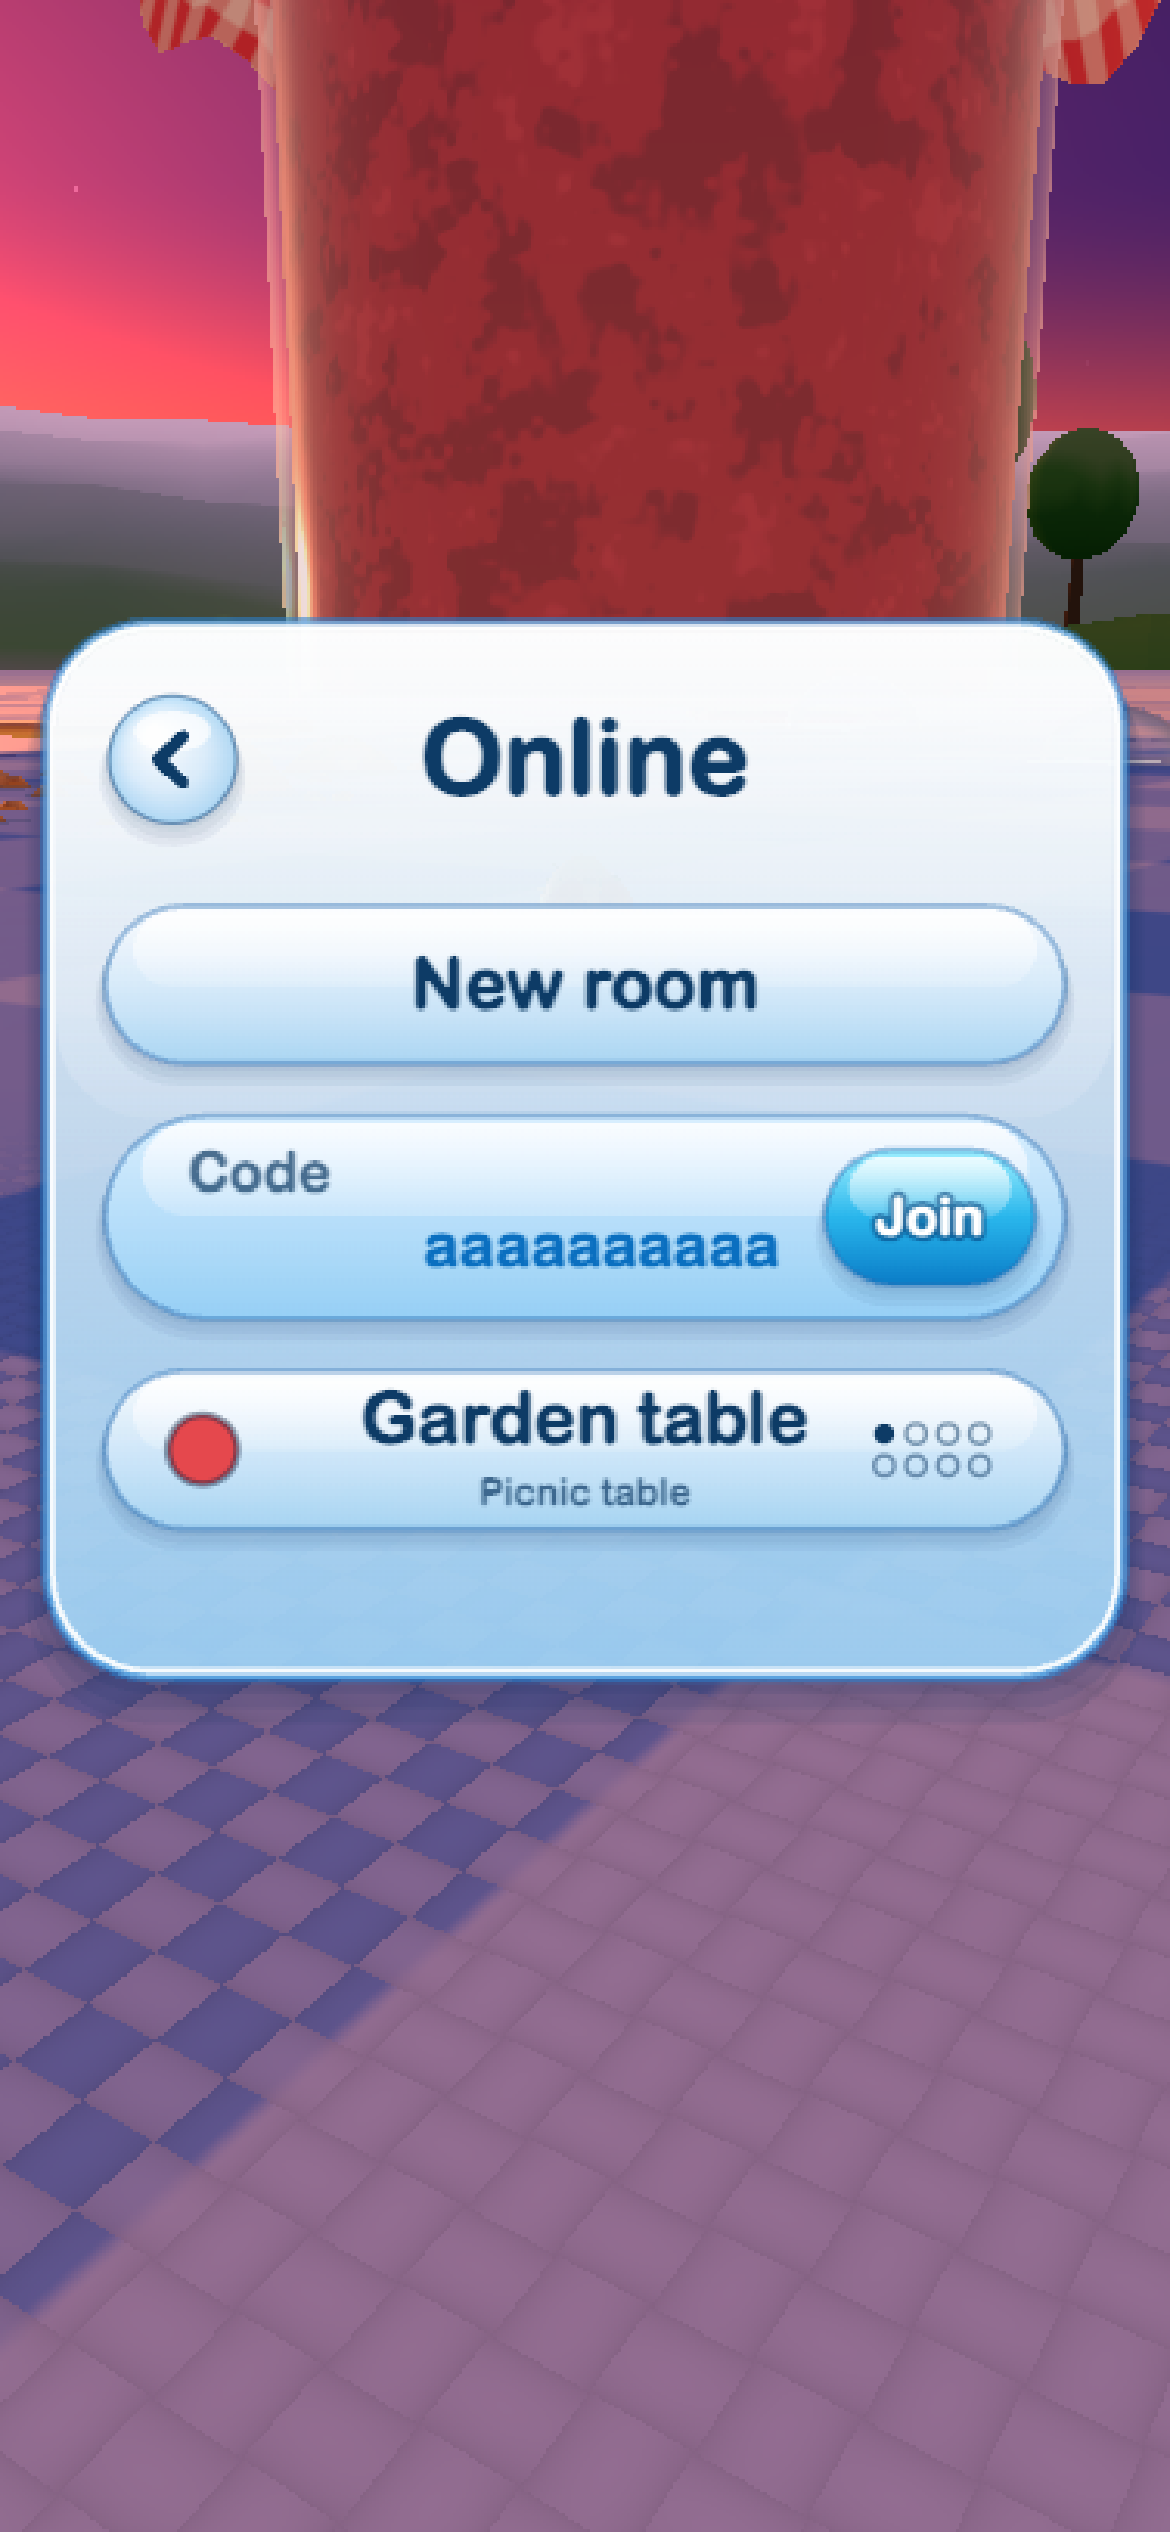 Online
New room
Code
aaaaaaaaaa
Join
Garden table
Picnic table